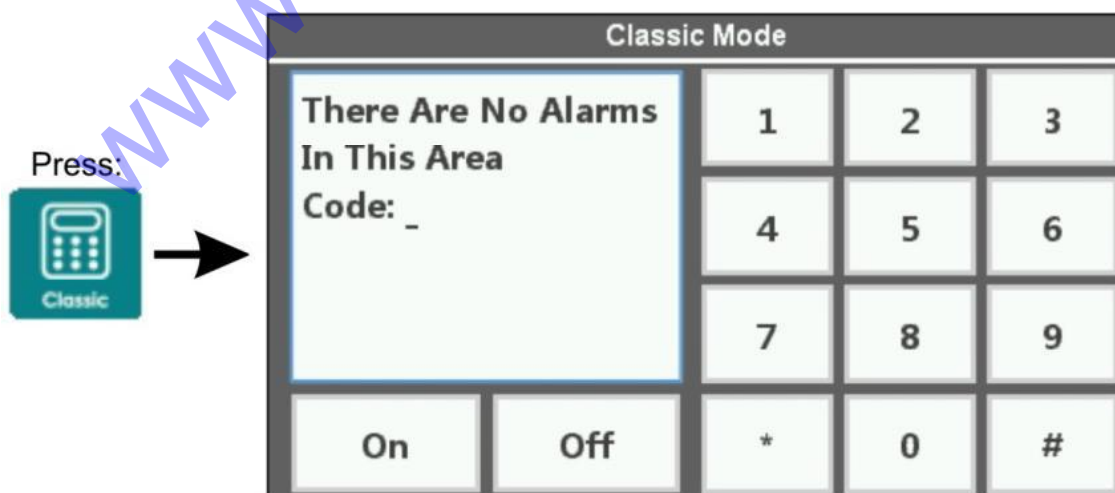 www
Classic Mode
Press:
Classic
There Are No Alarms
In This Area
Code: _
1 2 3
4 5 6
7 8 9
On Off * 0 #